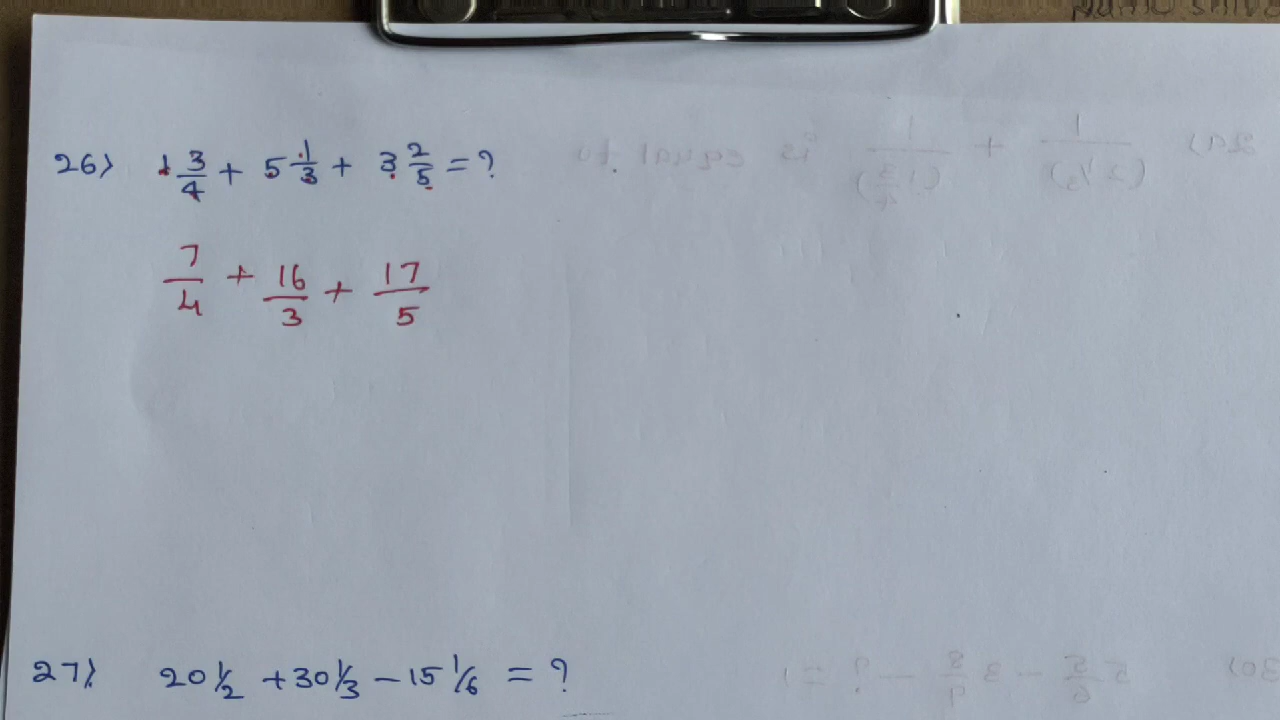 26) 1 3/4 + 5 1/3 + 3 2/5 = ?
7/4 + 16/3 + 17/5
27) 20 1/2 + 30 1/3 - 15 1/6 = ?